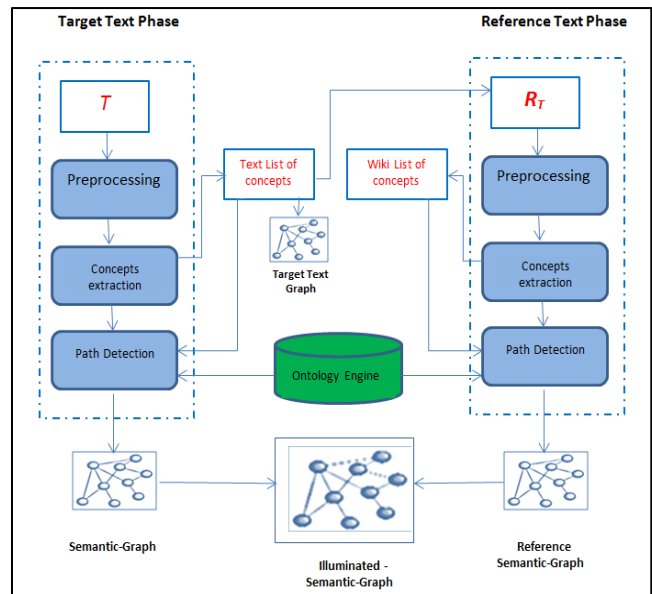 Target Text Phase
Reference Text Phase
T
R_T
Preprocessing
Text List of
concepts
Wiki List of
concepts
Preprocessing
Concepts
extraction
Target Text
Graph
Concepts
extraction
Path Detection
Ontology Engine
Path Detection
Semantic-Graph
Illuminated -
Semantic-Graph
Reference
Semantic-Graph